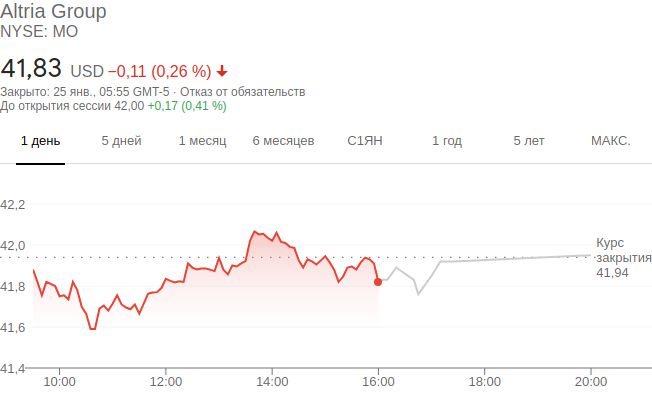 Altria Group
NYSE: MO
41,83 USD −0,11 (0,26 %)
Закрыто: 25 янв., 05:55 GMT-5 · Отказ от обязательств
До открытия сессии 42,00 +0,17 (0,41 %)
1 день 5 дней 1 месяц 6 месяцев С1ЯН 1 год 5 лет МАКС.
42,2
42,0
41,8
41,6
41,4
Курс
закрытия
41,94
10:00 12:00 14:00 16:00 18:00 20:00